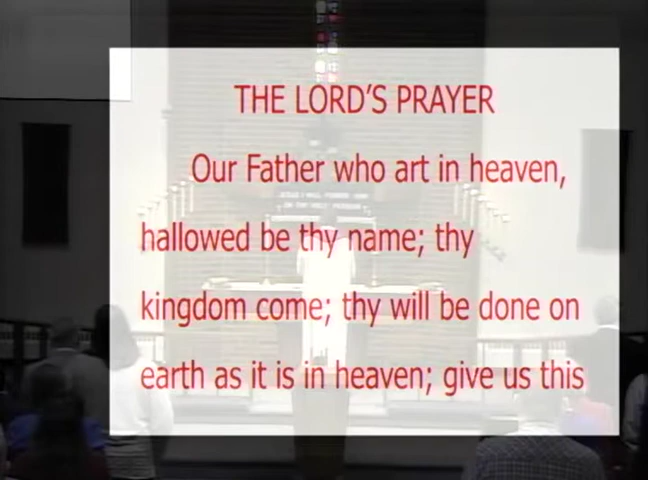 THE LORD'S PRAYER
Our Father who art in heaven,
hallowed be thy name; thy
kingdom come; thy will be done on
earth as it is in heaven; give us this